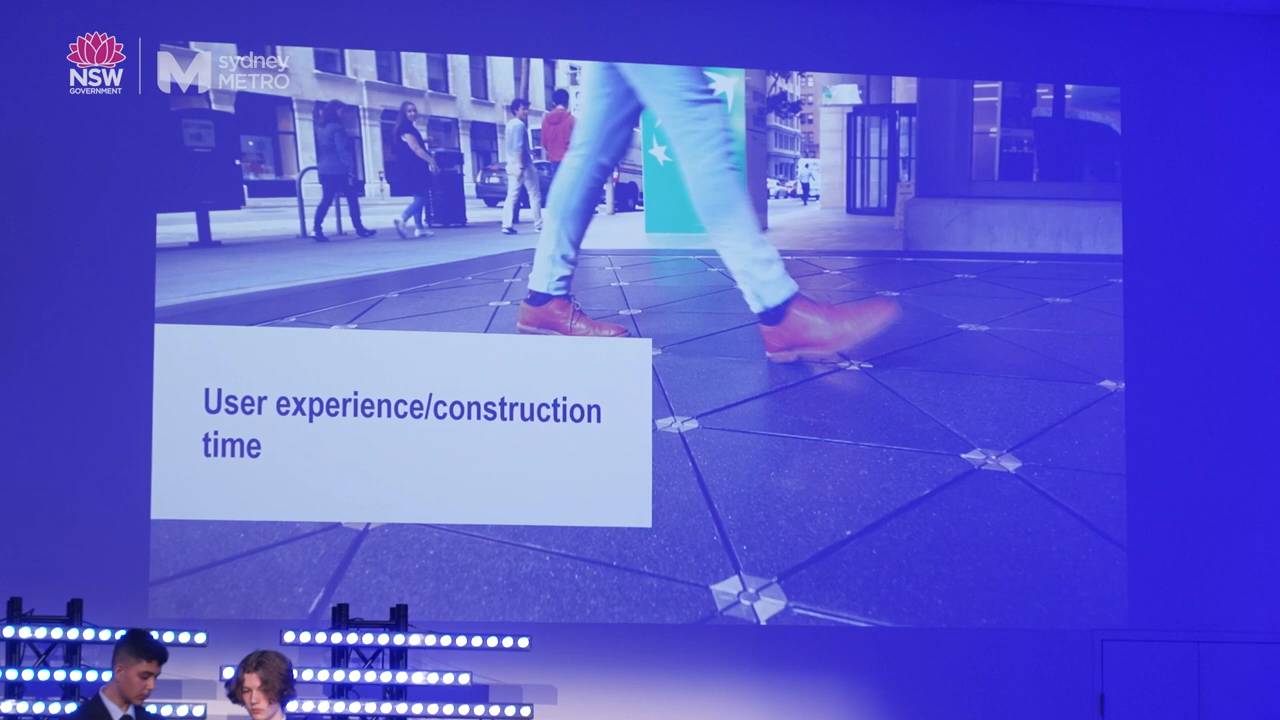 NSW
GOVERNMENT
sydney
METRO
User experience/construction
time